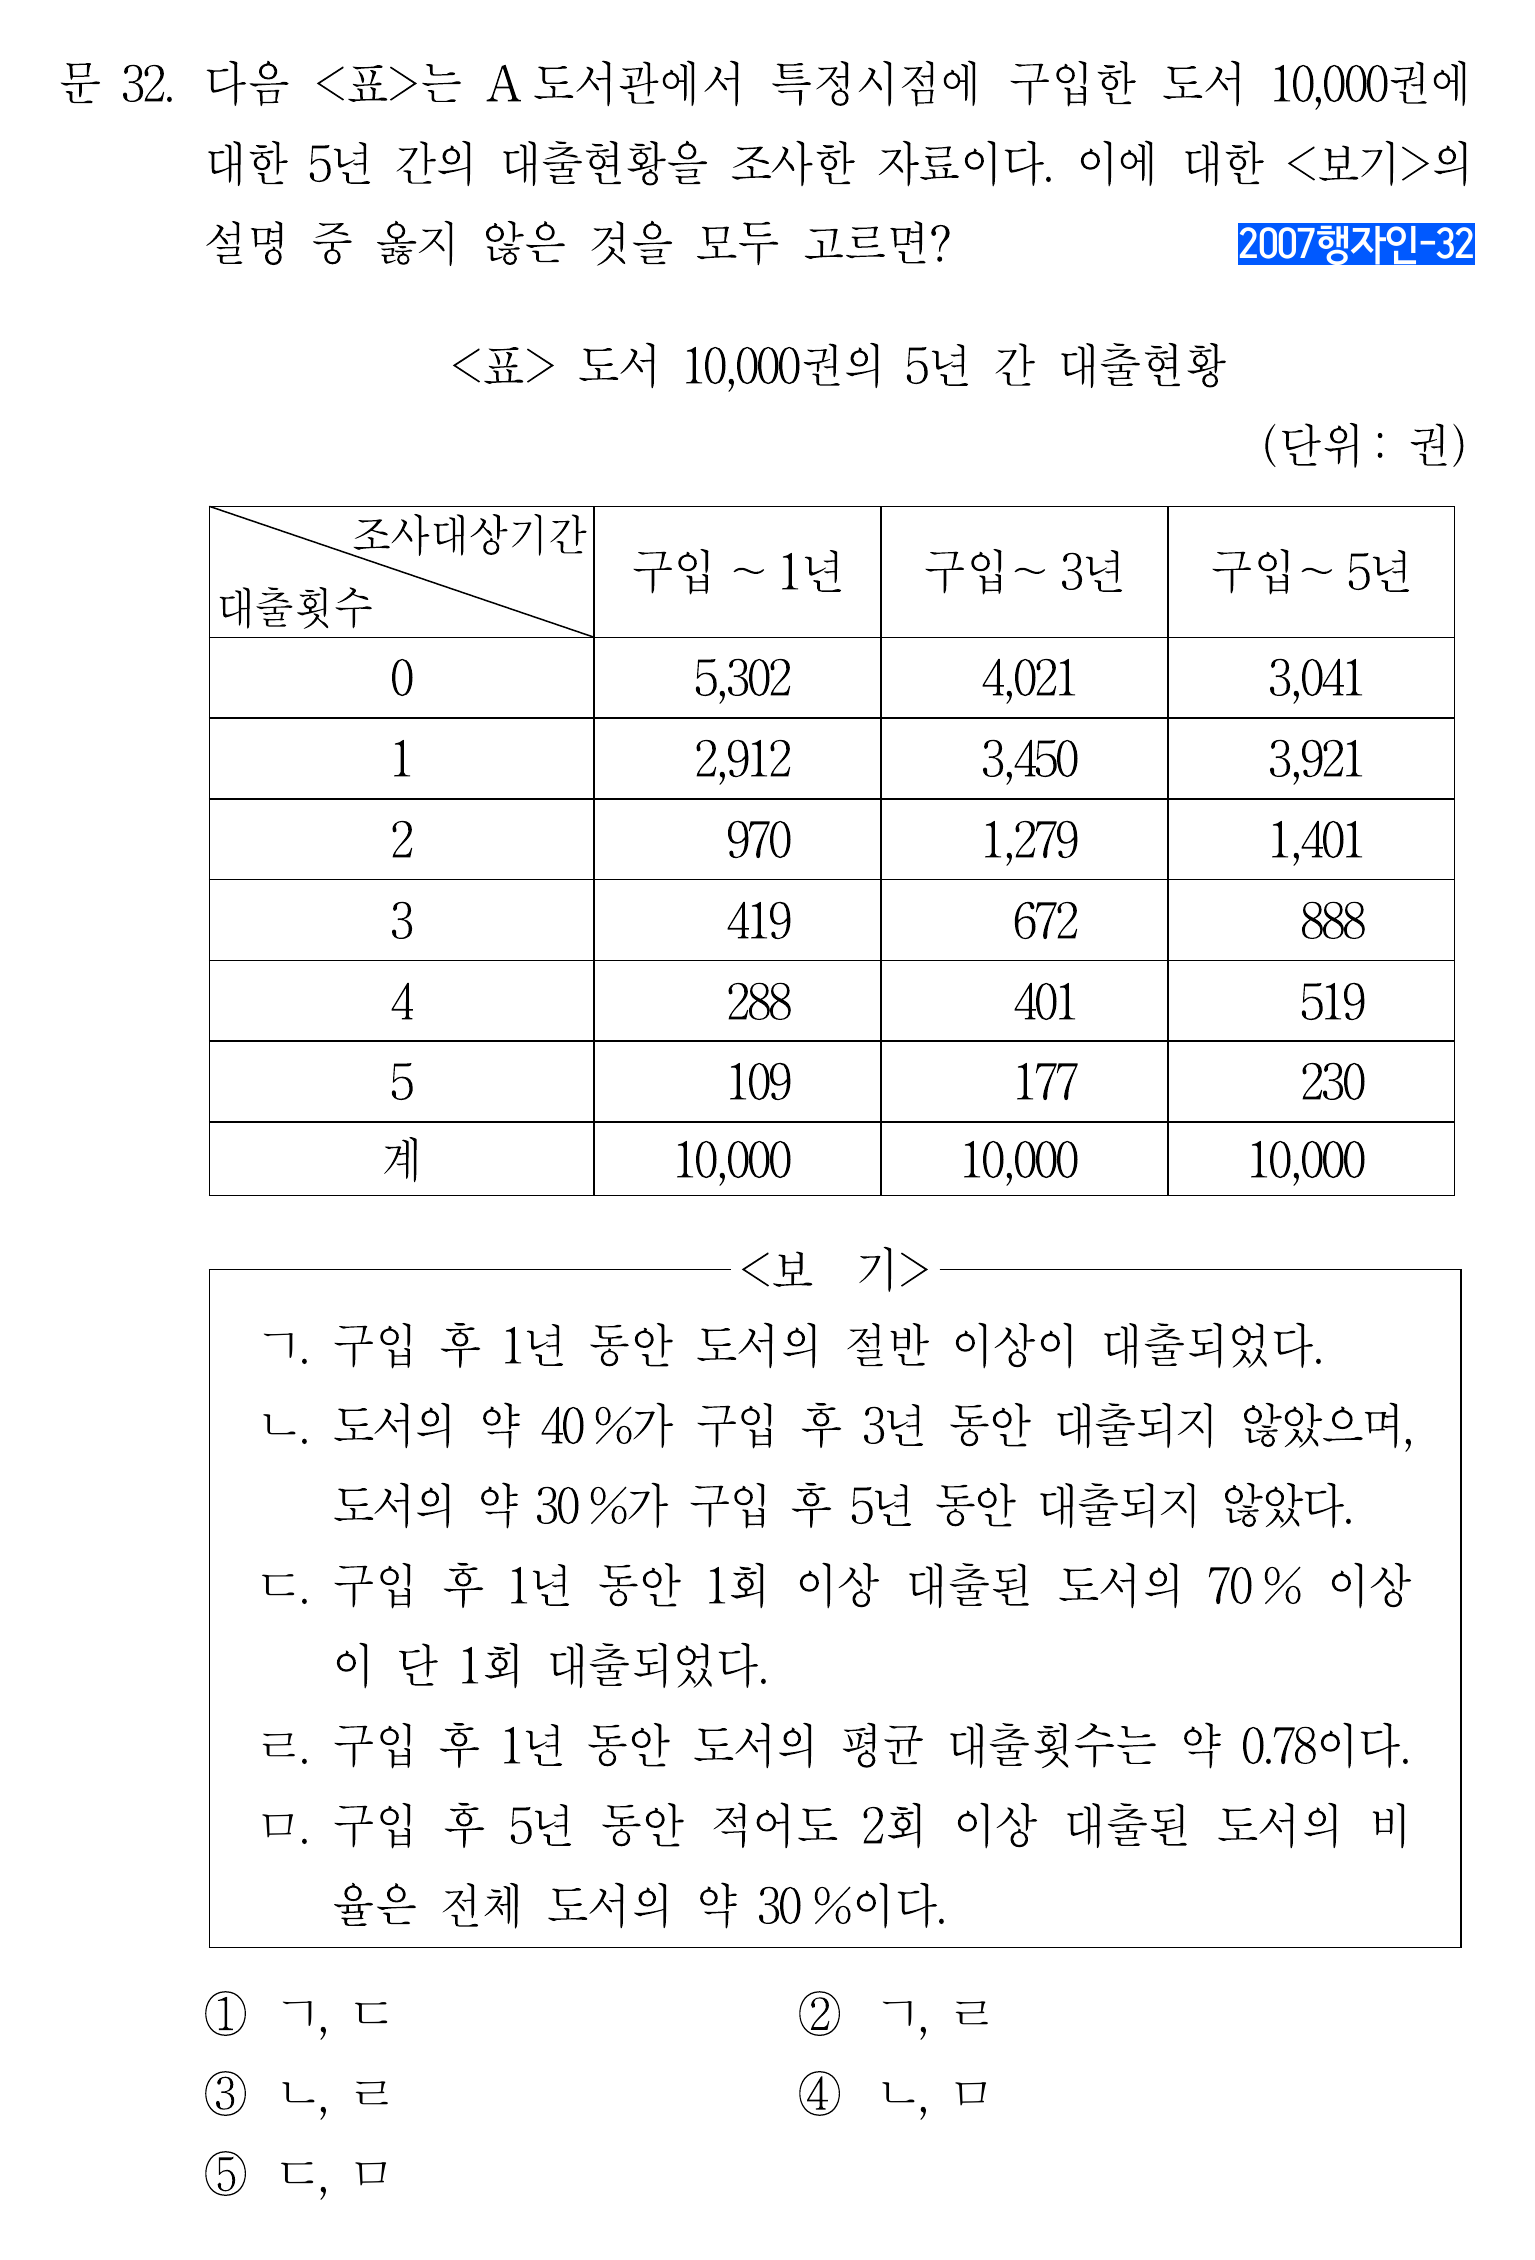 문 32. 다음 <표>는 A도서관에서 특정시점에 구입한 도서 10,000권에
대한 5년 간의 대출현황을 조사한 자료이다. 이에 대한 <보기>의
설명 중 옳지 않은 것을 모두 고르면?
2007행자인-32
<표> 도서 10,000권의 5년 간 대출현황
(단위: 권)
조사대상기간
대출횟수
구입 ~ 1년 구입~ 3년 구입~ 5년
0 5,302 4,021 3,041
1 2,912 3,450 3,921
2 970 1,279 1,401
3 419 672 888
4 288 401 519
5 109 177 230
계 10,000 10,000 10,000
<보 기>
ㄱ. 구입 후 1년 동안 도서의 절반 이상이 대출되었다.
ㄴ. 도서의 약 40%가 구입 후 3년 동안 대출되지 않았으며,
도서의 약 30%가 구입 후 5년 동안 대출되지 않았다.
ㄷ. 구입 후 1년 동안 1회 이상 대출된 도서의 70% 이상
이 단 1회 대출되었다.
ㄹ. 구입 후 1년 동안 도서의 평균 대출횟수는 약 0.78이다.
ㅁ. 구입 후 5년 동안 적어도 2회 이상 대출된 도서의 비
율은 전체 도서의 약 30%이다.
① ㄱ, ㄷ ② ㄱ, ㄹ
③ ㄴ, ㄹ ④ ㄴ, ㅁ
⑤ ㄷ, ㅁ